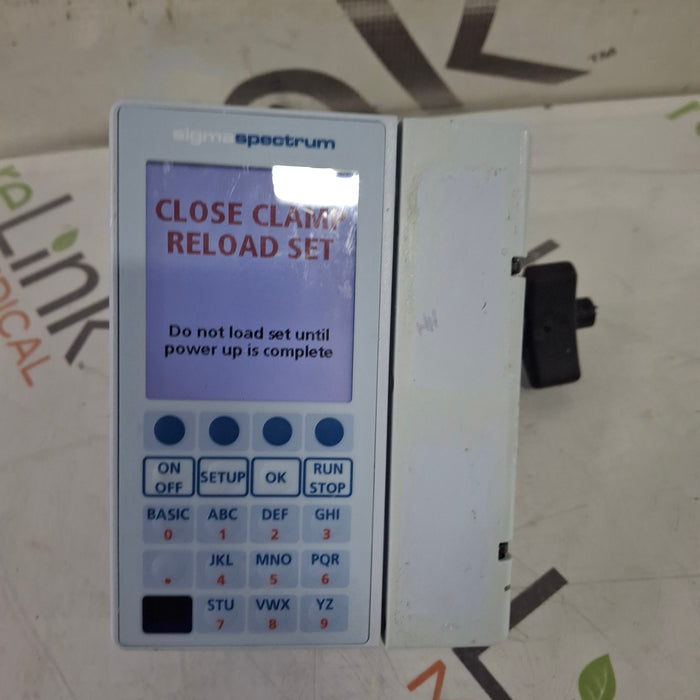 sigmaspectrum
CLOSE CLAMP
RELOAD SET
Do not load set until
power up is complete
ON
OFF
SETUP
OK
RUN
STOP
BASIC
0
ABC
1
DEF
2
GHI
3
.
JKL
4
MNO
5
PQR
6
STU
7
VWX
8
YZ
9
TM
reLink